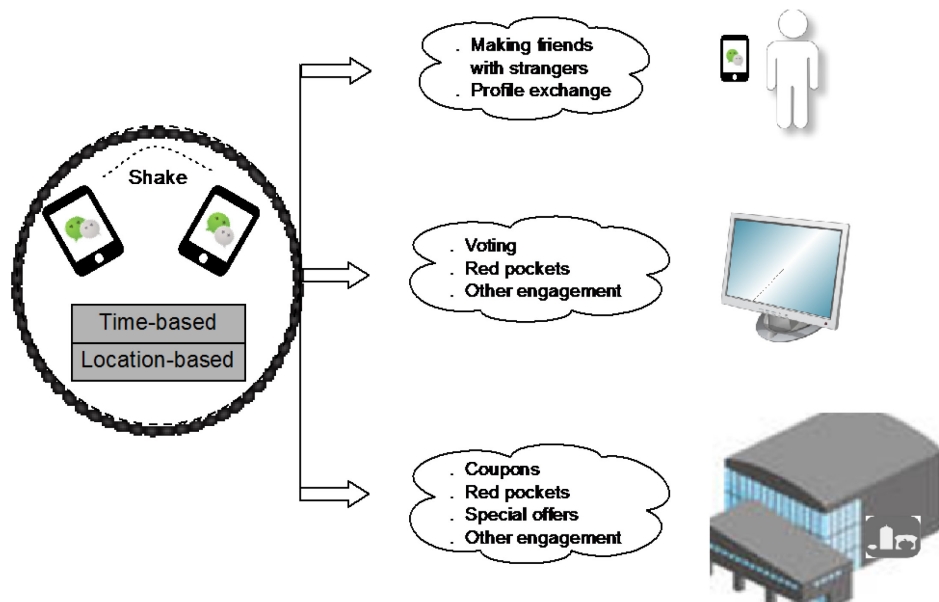 . Making friends
with strangers
. Profile exchange
Shake
Time-based
Location-based
. Voting
. Red pockets
. Other engagement
. Coupons
. Red pockets
. Special offers
. Other engagement